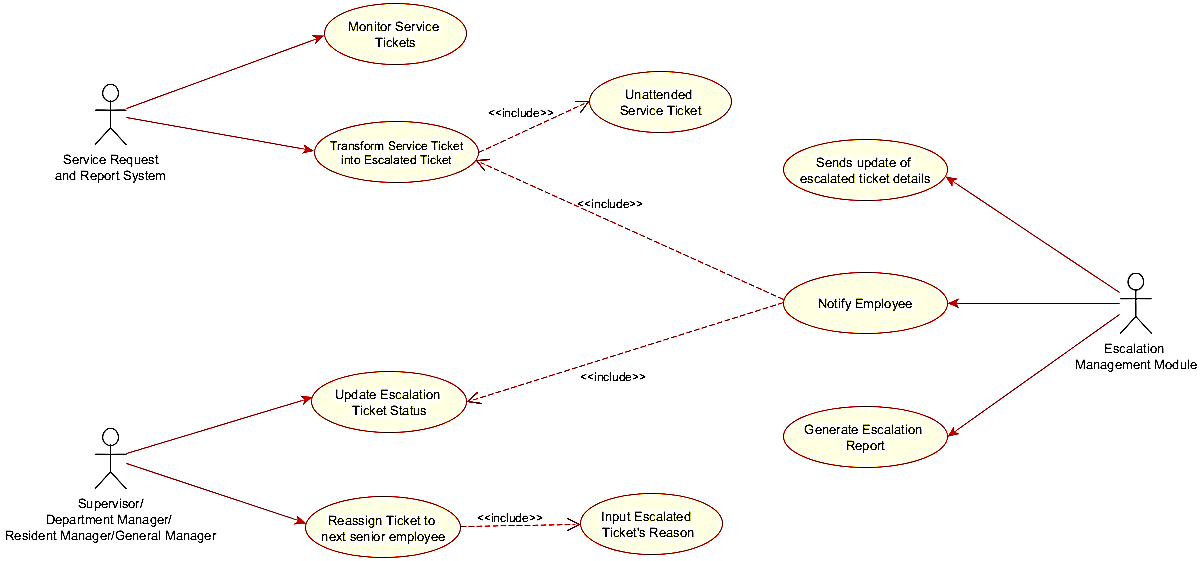 Monitor Service
Tickets
Unattended
Service Ticket
<<include>>
Transform Service Ticket
into Escalated Ticket
Service Request
and Report System
Sends update of
escalated ticket details
<<include>>
Notify Employee
Escalation
Management Module
<<include>>
Update Escalation
Ticket Status
Generate Escalation
Report
Supervisor/
Department Manager/
Resident Manager/General Manager
Reassign Ticket to
next senior employee
<<include>>
Input Escalated
Ticket's Reason